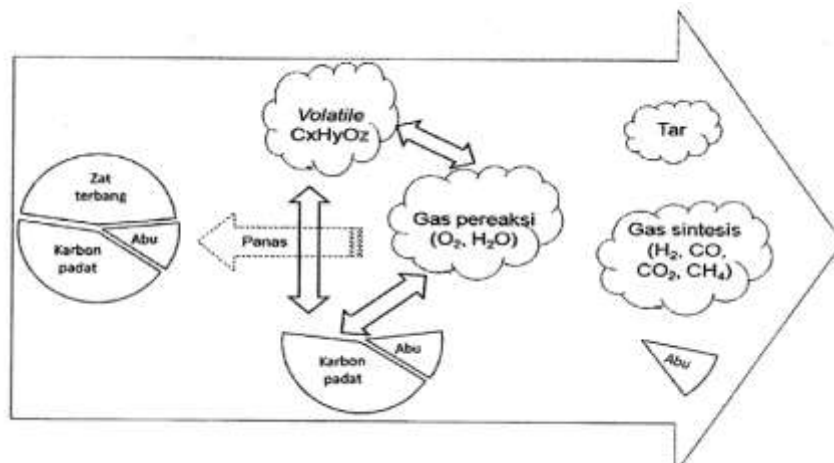 Zat
terbang
Abu
Karbon
padat
Volatile
CxHyOz
Panas
Gas pereaksi
(O₂, H₂O)
Karbon
padat
Abu
Tar
Gas sintesis
(H₂, CO,
CO₂, CH₄)
Abu